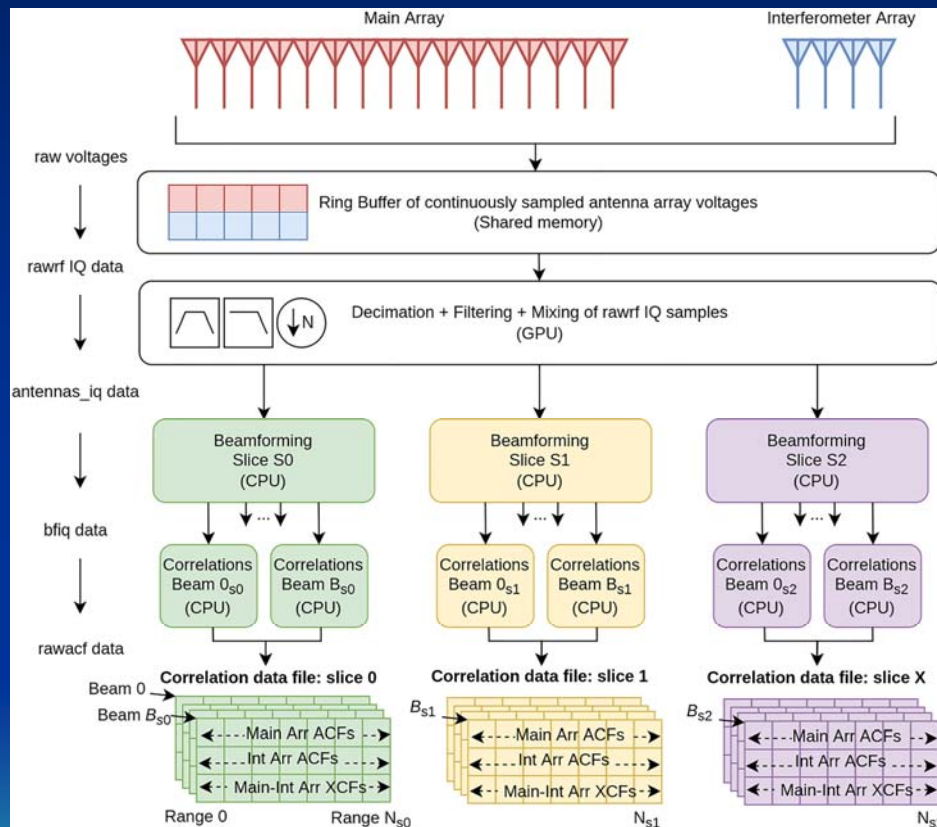 Main Array
Interferometer Array
raw voltages
Ring Buffer of continuously sampled antenna array voltages
(Shared memory)
rawrf IQ data
N
Decimation + Filtering + Mixing of rawrf IQ samples
(GPU)
antennas_iq data
Beamforming
Slice S0
(CPU)
Beamforming
Slice S1
(CPU)
Beamforming
Slice S2
(CPU)
...
...
...
bfiq data
Correlations
Beam 0s0
(CPU)
Correlations
Beam Bs0
(CPU)
Correlations
Beam 0s1
(CPU)
Correlations
Beam Bs1
(CPU)
Correlations
Beam 0s2
(CPU)
Correlations
Beam Bs2
(CPU)
rawacf data
Correlation data file: slice 0
Correlation data file: slice 1
Correlation data file: slice X
Beam 0
Beam Bs0
Main Arr ACFs
Int Arr ACFs
Main-Int Arr XCFs
Range 0
Range Ns0
Bs1
Main Arr ACFs
Int Arr ACFs
Main-Int Arr XCFs
Ns1
Bs2
Main Arr ACFs
Int Arr ACFs
Main-Int Arr XCFs